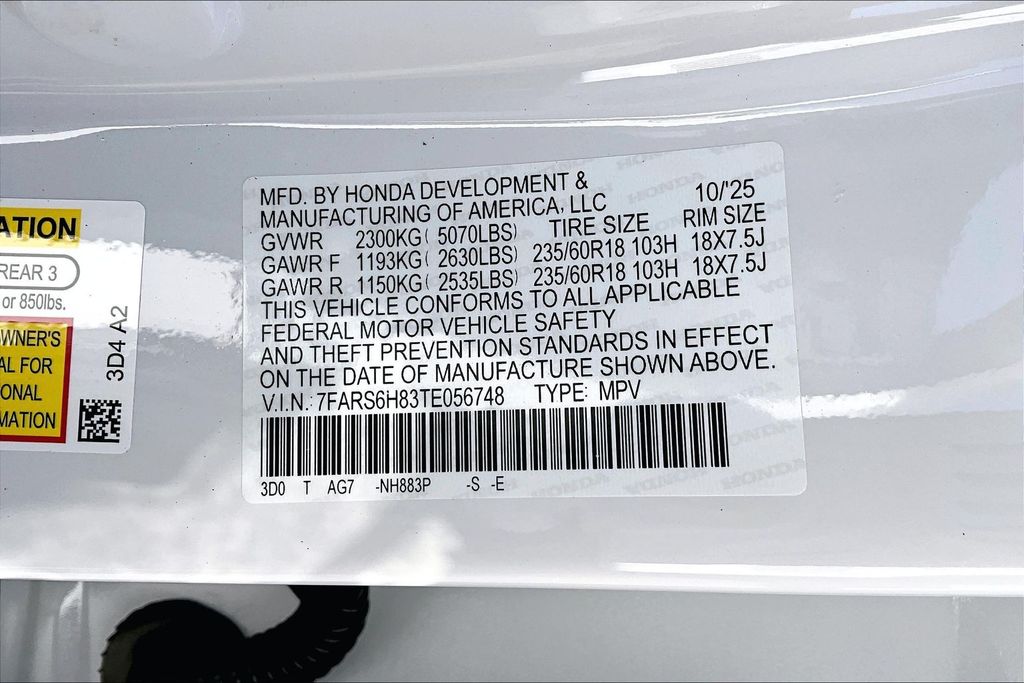 ATION
REAR 3
or 850lbs.
WNER'S
AL FOR
ONAL
MATION
3D4 A2
MFD. BY HONDA DEVELOPMENT &
MANUFACTURING OF AMERICA, LLC 10/'25
GVWR 2300KG( 5070LBS) TIRE SIZE RIM SIZE
GAWR F 1193KG( 2630LBS) 235/60R18 103H 18X7.5J
GAWR R 1150KG( 2535LBS) 235/60R18 103H 18X7.5J
THIS VEHICLE CONFORMS TO ALL APPLICABLE
FEDERAL MOTOR VEHICLE SAFETY
AND THEFT PREVENTION STANDARDS IN EFFECT
ON THE DATE OF MANUFACTURE SHOWN ABOVE.
V.I.N.: 7FARS6H83TE056748 TYPE: MPV
3D0 T AG7 -NH883P -S -E